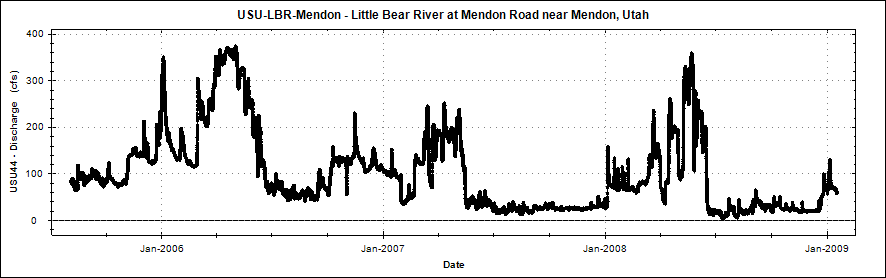 USU-LBR-Mendon - Little Bear River at Mendon Road near Mendon, Utah
USU44 - Discharge (cfs)
400
300
200
100
0
Jan-2006
Jan-2007
Jan-2008
Jan-2009
Date